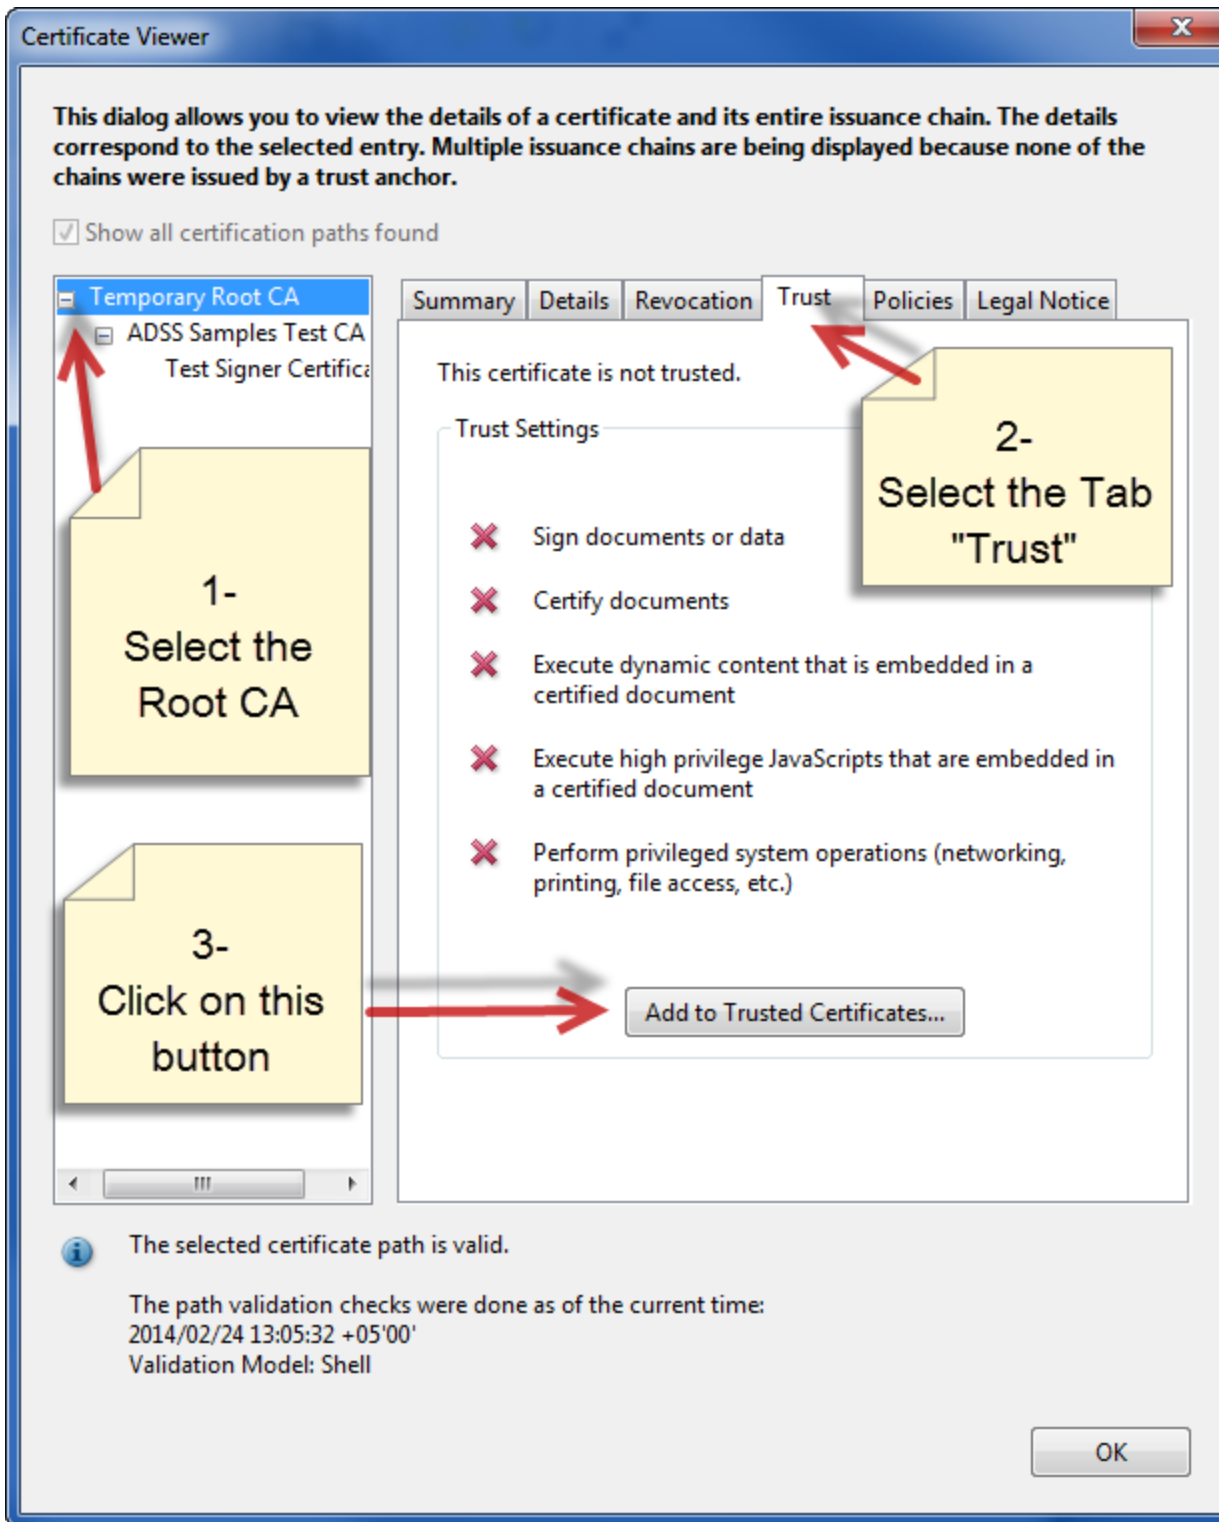 Certificate Viewer
This dialog allows you to view the details of a certificate and its entire issuance chain. The details
correspond to the selected entry. Multiple issuance chains are being displayed because none of the
chains were issued by a trust anchor.
Show all certification paths found
Temporary Root CA
ADSS Samples Test CA
Test Signer Certifica
Summary Details Revocation Trust Policies Legal Notice
This certificate is not trusted.
Trust Settings
Sign documents or data
Certify documents
Execute dynamic content that is embedded in a
certified document
Execute high privilege JavaScripts that are embedded in
a certified document
Perform privileged system operations (networking,
printing, file access, etc.)
Add to Trusted Certificates...
1-
Select the
Root CA
2-
Select the Tab
"Trust"
3-
Click on this
button
The selected certificate path is valid.
The path validation checks were done as of the current time:
2014/02/24 13:05:32 +05'00'
Validation Model: Shell
OK